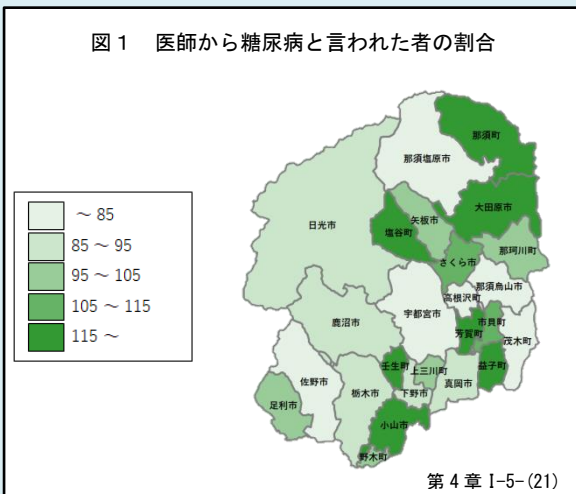 図1　医師から糖尿病と言われた者の割合
那須町
那須塩原市
大田原市
矢板市
日光市
塩谷町
那珂川町
さくら市
那須烏山市
高根沢町
宇都宮市
市貝町
鹿沼市
芳賀町
茂木町
壬生町
上三川町
益子町
佐野市
真岡市
栃木市
下野市
足利市
小山市
野木町
～ 85
85 ～ 95
95 ～ 105
105 ～ 115
115 ～
第4章 I-5-(21)